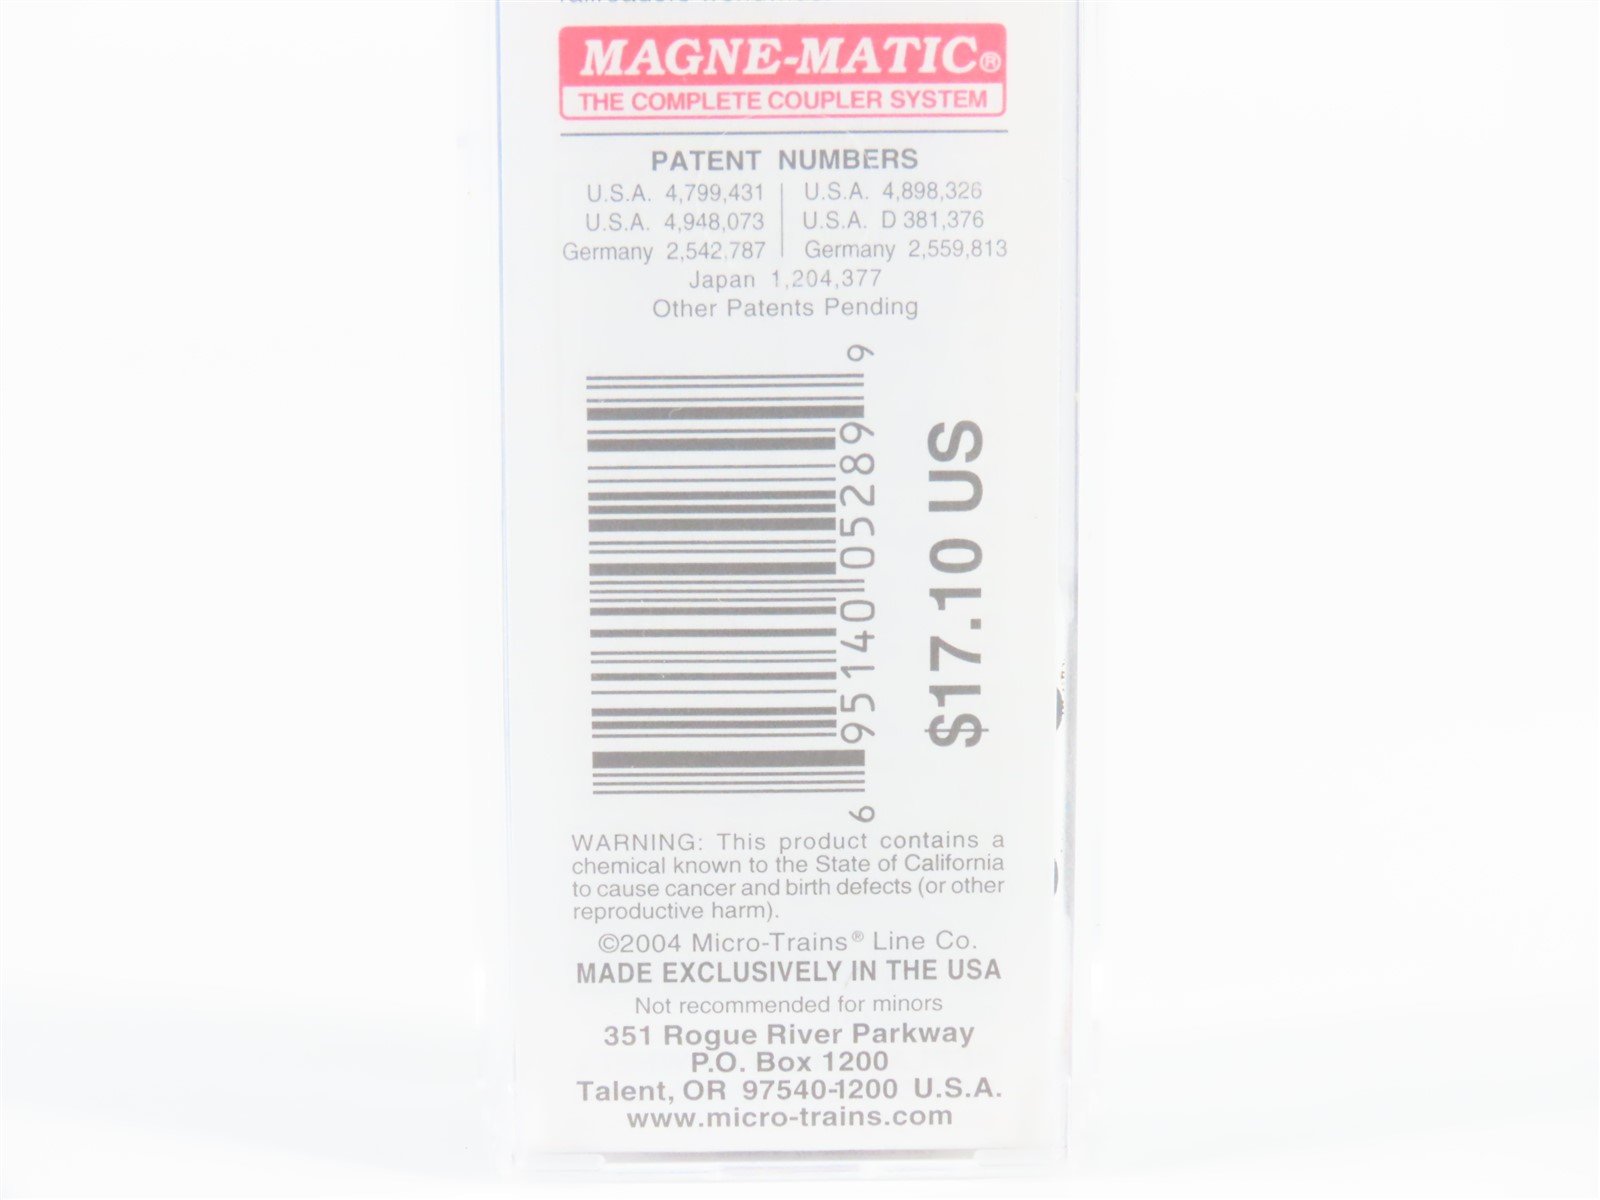 MAGNE-MATIC®
THE COMPLETE COUPLER SYSTEM
PATENT NUMBERS
U.S.A. 4,799,431 | U.S.A. 4,898,326
U.S.A. 4,948,073 | U.S.A. D 381,376
Germany 2,542.787 | Germany 2,559,813
Japan 1,204,377
Other Patents Pending
6 95140 05289 9
$17.10 US
WARNING: This product contains a
chemical known to the State of California
to cause cancer and birth defects (or other
reproductive harm).
©2004 Micro-Trains® Line Co.
MADE EXCLUSIVELY IN THE USA
Not recommended for minors
351 Rogue River Parkway
P.O. Box 1200
Talent, OR 97540-1200 U.S.A.
www.micro-trains.com